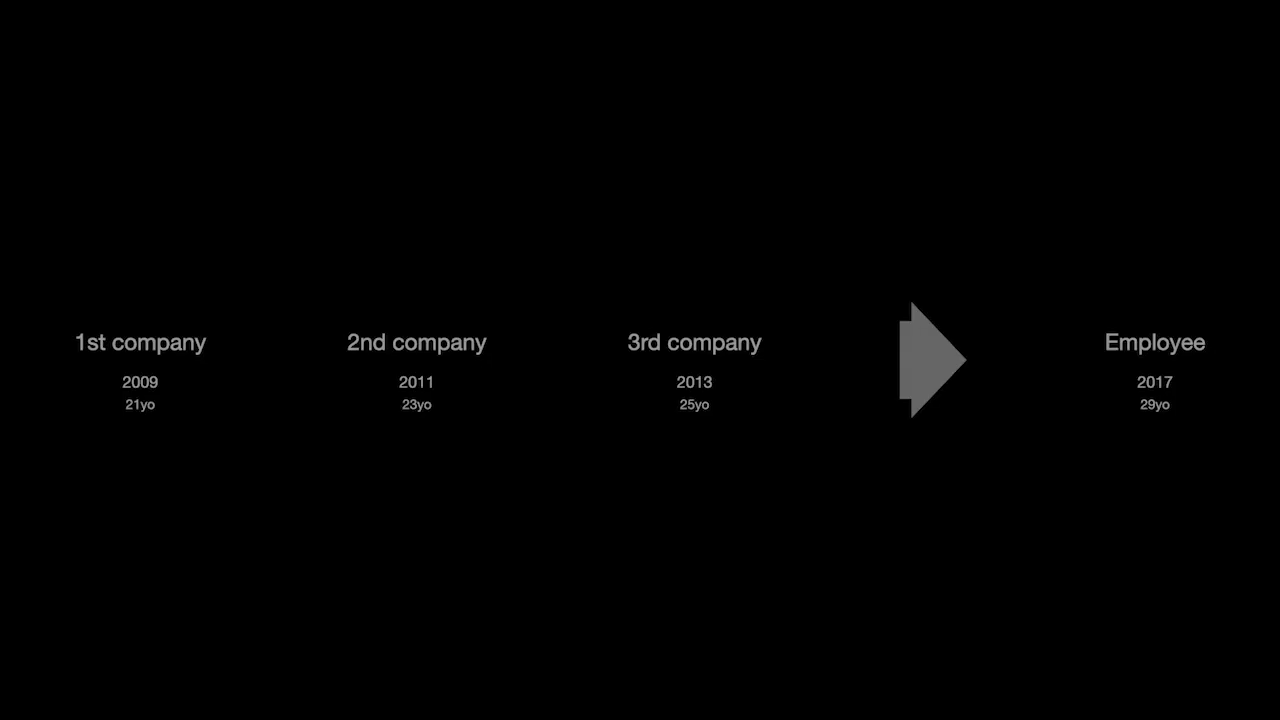 1st company
2009
21yo
2nd company
2011
23yo
3rd company
2013
25yo
Employee
2017
29yo